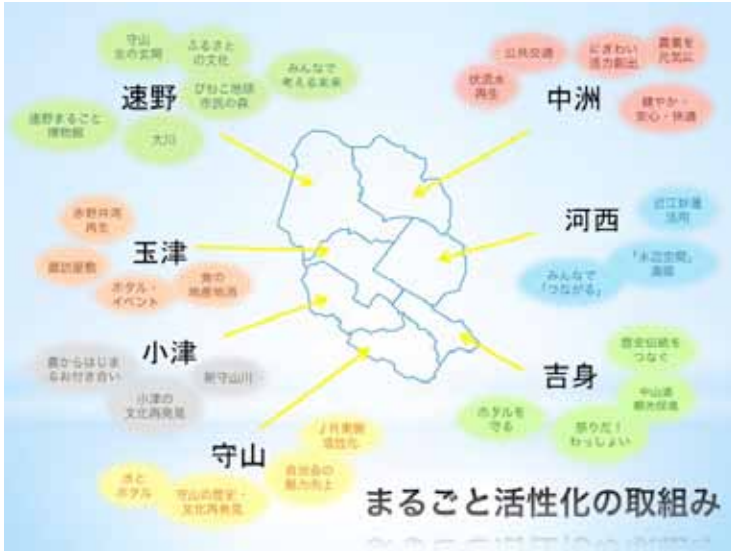 速野
守山
北の玄関
ふるさと
の文化
みんなで
考える未来
びわこ地球
市民の森
速野まるごと
博物館
大川
中洲
公共交通
にぎわい
活力創出
農業を
元気に
伏流水
再生
健やか・
安心・快適
玉津
赤野井湾
再生
諏訪屋敷
ホタル・
イベント
食の
地産地消
河西
近江妙蓮
活用
「水辺空間」
みんなで
「つながる」
小津
農からはじま
るお付き合い
新守山川
小津の
文化再発見
吉身
歴史伝統を
つなぐ
中山道
観光促進
ホタルを
守る
祭りだ!
わっしょい
守山
JR東側
活性化
自治会の
魅力向上
水と
ホタル
守山の歴史・
文化再発見
まるごと活性化の取組み